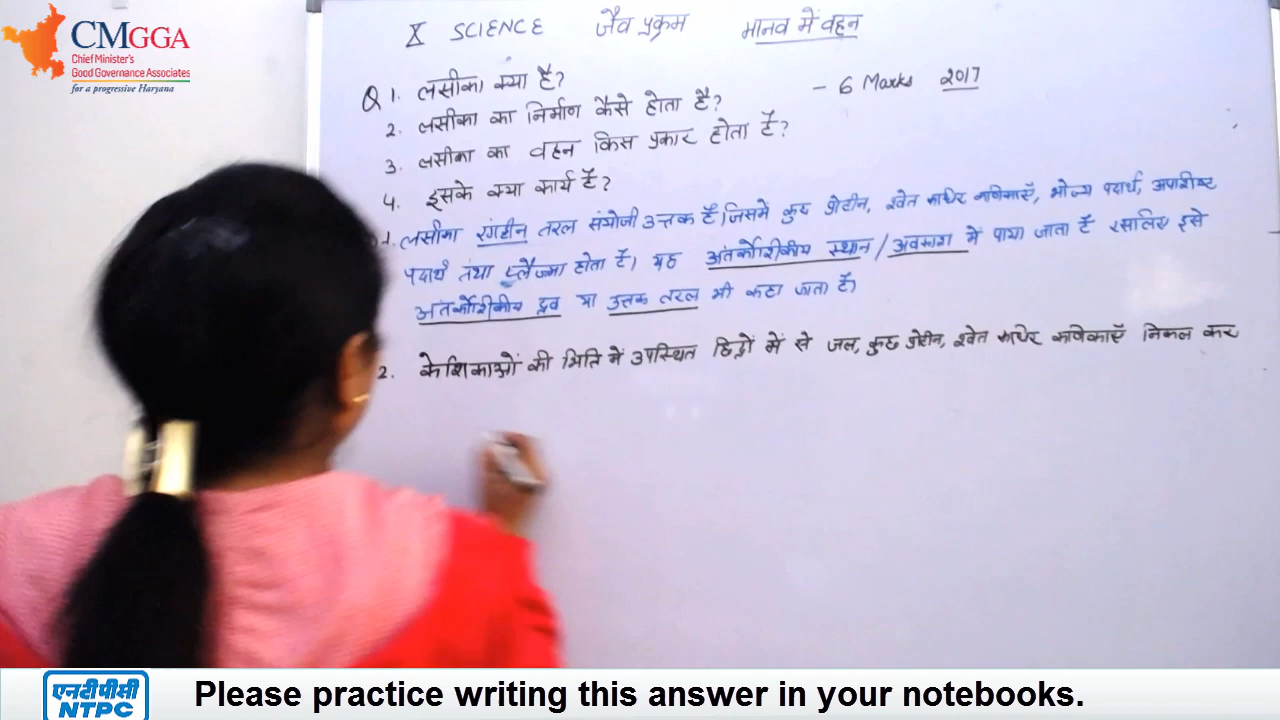 CMGGA
Chief Minister's
Good Governance Associates
for a progressive Haryana
X SCIENCE जैव प्रक्रम मानव में वहन
Q 1. लसीका क्या है?
2. लसीका का निर्माण कैसे होता है? - 6 Marks 2017
3. लसीका का वहन किस प्रकार होता है?
4. इसके क्या कार्य हैं?
1. लसीका रंगहीन तरल संयोजी उत्तक है जिसमें कुछ प्रोटीन, श्वेत रूधिर कणिकाएँ, भोज्य पदार्थ, अपशिष्ट
पदार्थ तथा प्लैज्मा होता है। यह अंतर्कोशिकीय स्थान / अवकाश में पाया जाता है इसलिए इसे
अंतर्कोशिकीय द्रव या उत्तक तरल भी कहा जाता है।
2. केशिकाओं की भिति में उपस्थित छिद्रों में से जल, कुछ प्रोटीन, श्वेत रूधिर कणिकाएँ निकल कर
एनटीपीसी
NTPC
Please practice writing this answer in your notebooks.